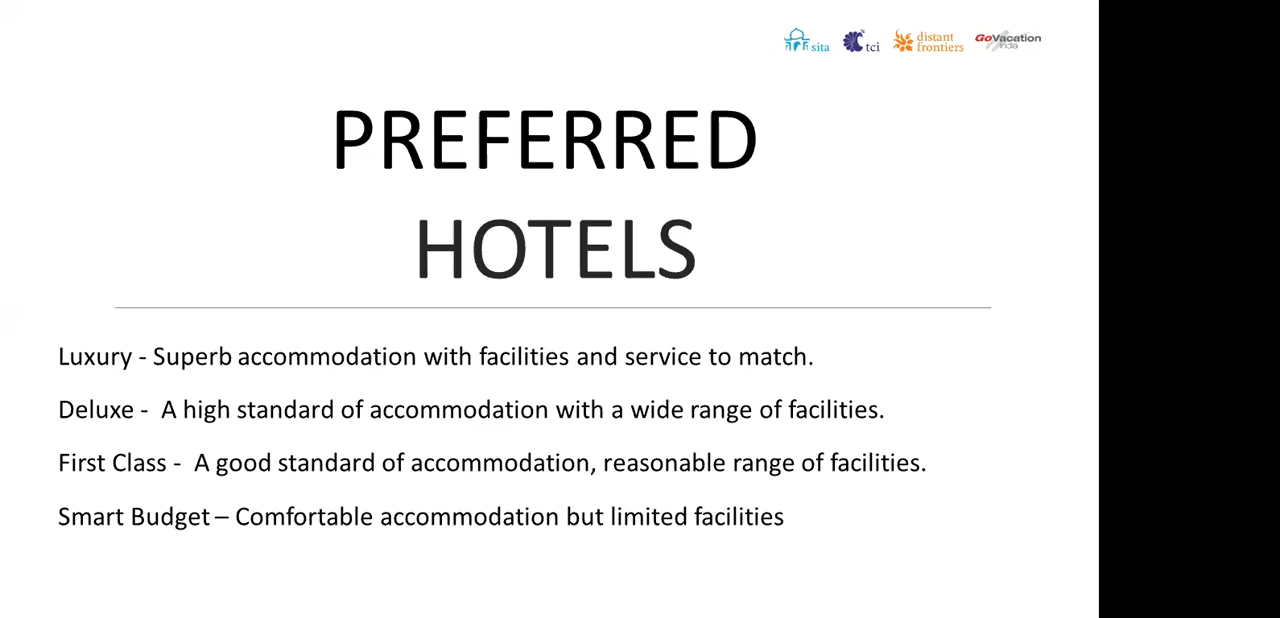 sita tci distant frontiers GoVacation India
PREFERRED
HOTELS
Luxury - Superb accommodation with facilities and service to match.
Deluxe -  A high standard of accommodation with a wide range of facilities.
First Class -  A good standard of accommodation, reasonable range of facilities.
Smart Budget – Comfortable accommodation but limited facilities